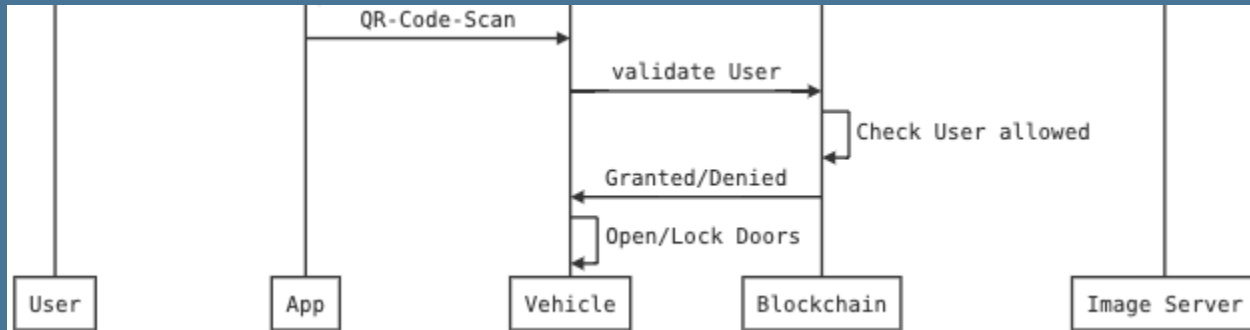 QR-Code-Scan
validate User
Check User allowed
Granted/Denied
Open/Lock Doors
User
App
Vehicle
Blockchain
Image Server